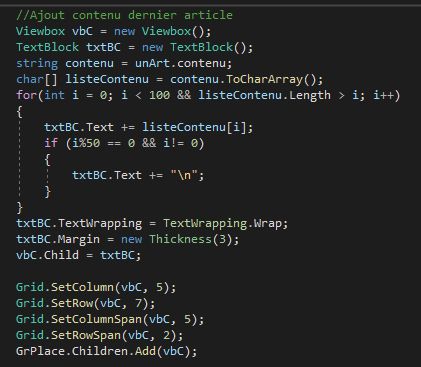 //Ajout contenu dernier article
Viewbox vbC = new Viewbox();
TextBlock txtBC = new TextBlock();
string contenu = unArt.contenu;
char[] listeContenu = contenu.ToCharArray();
for(int i = 0; i < 100 && listeContenu.Length > i; i++)
{
    txtBC.Text += listeContenu[i];
    if (i%50 == 0 && i!= 0)
    {
        txtBC.Text += "\n";
    }
}
txtBC.TextWrapping = TextWrapping.Wrap;
txtBC.Margin = new Thickness(3);
vbC.Child = txtBC;

Grid.SetColumn(vbC, 5);
Grid.SetRow(vbC, 7);
Grid.SetColumnSpan(vbC, 5);
Grid.SetRowSpan(vbC, 2);
GrPlace.Children.Add(vbC);